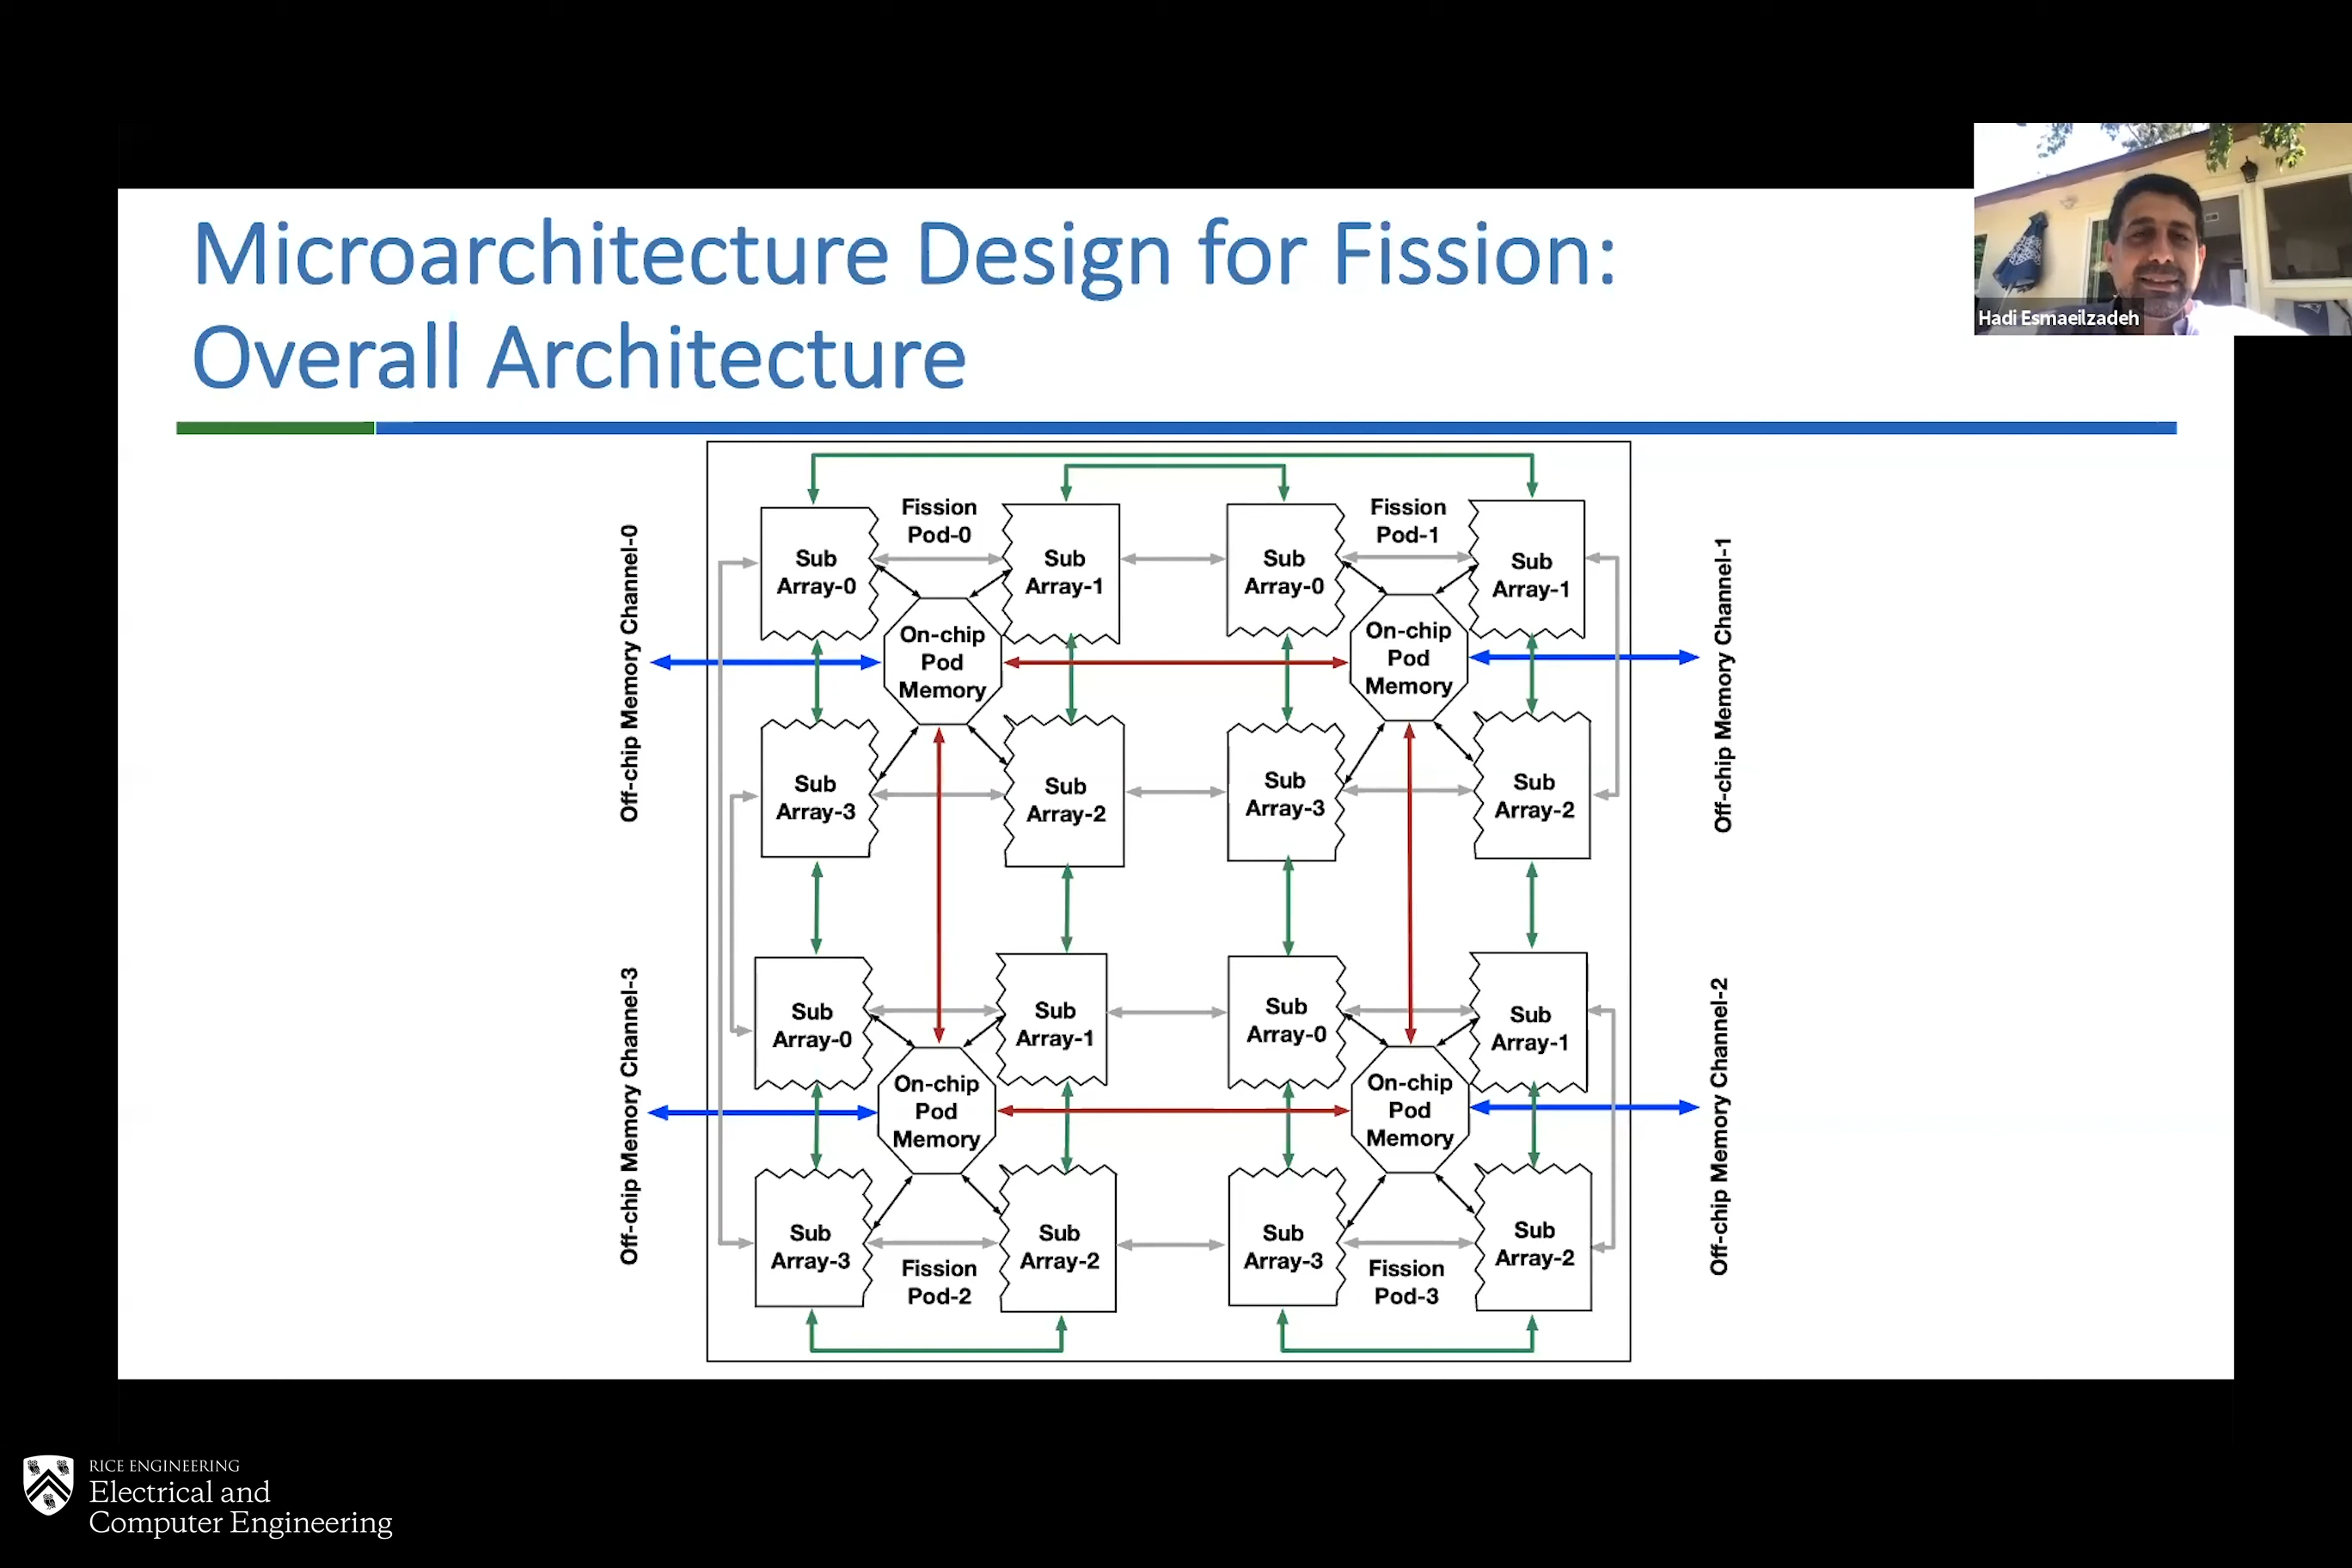 Microarchitecture Design for Fission:
Overall Architecture
Hadi Esmaeilzadeh
Off-chip Memory Channel-0
Off-chip Memory Channel-1
Off-chip Memory Channel-3
Off-chip Memory Channel-2
Fission
Pod-0
Sub
Array-0
Sub
Array-1
On-chip
Pod
Memory
Sub
Array-3
Sub
Array-2
Fission
Pod-1
Sub
Array-0
Sub
Array-1
On-chip
Pod
Memory
Sub
Array-3
Sub
Array-2
Sub
Array-0
Sub
Array-1
On-chip
Pod
Memory
Sub
Array-3
Sub
Array-2
Fission
Pod-2
Sub
Array-0
Sub
Array-1
On-chip
Pod
Memory
Sub
Array-3
Sub
Array-2
Fission
Pod-3
RICE ENGINEERING
Electrical and
Computer Engineering